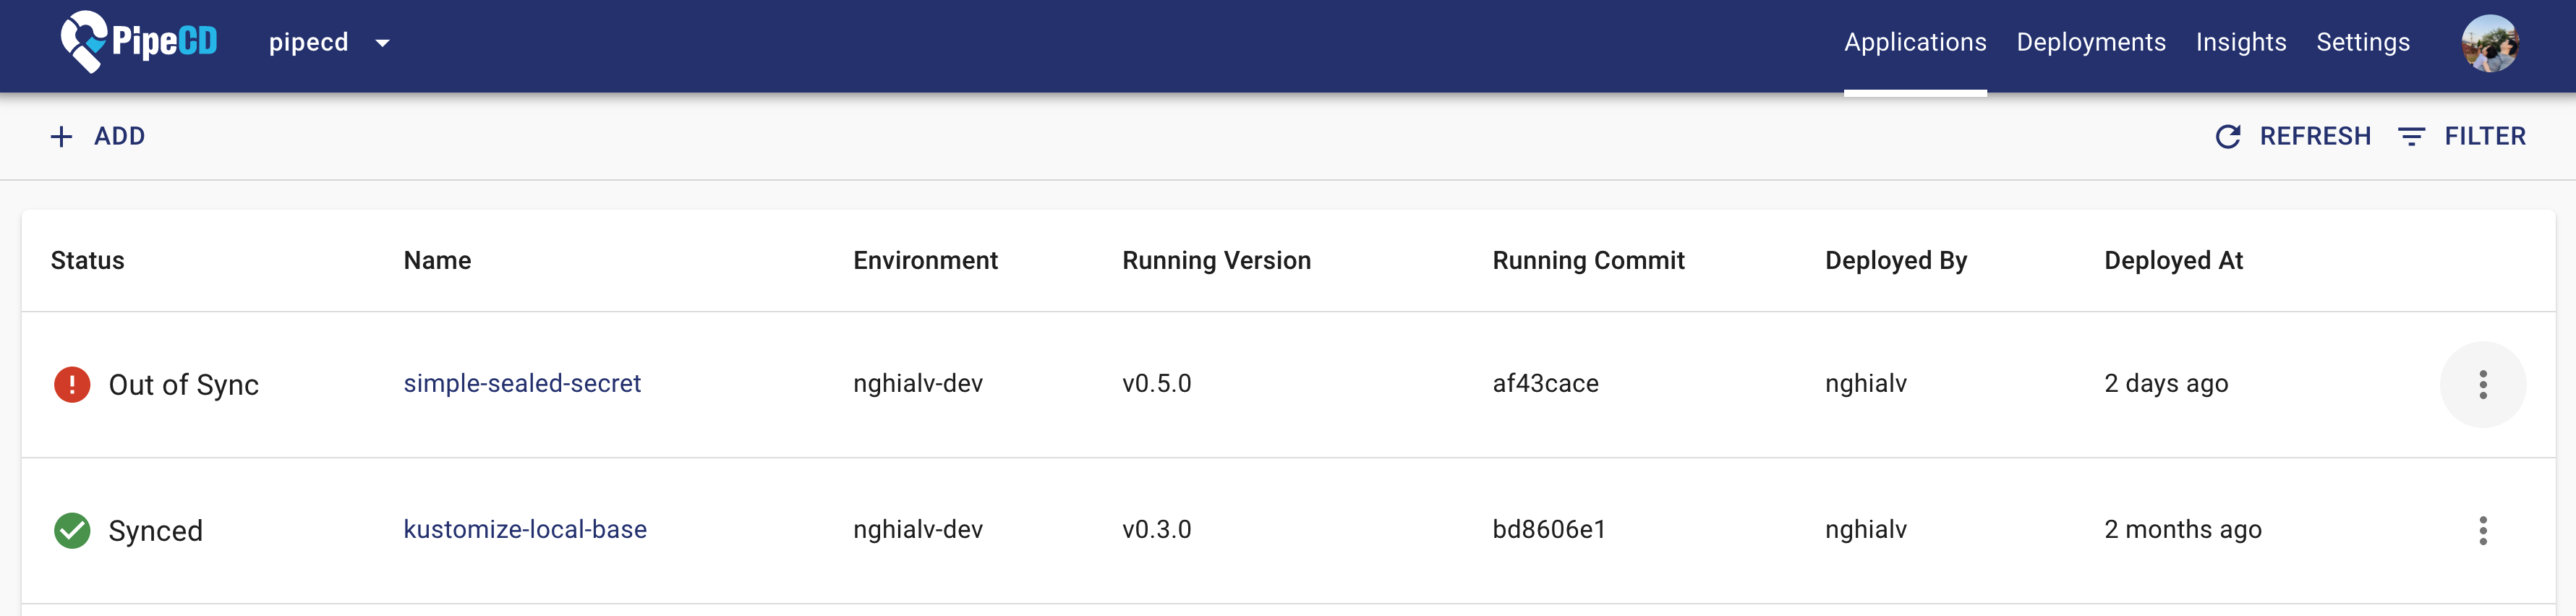 PipeCD pipecd Applications Deployments Insights Settings
ADD REFRESH FILTER
Status Name Environment Running Version Running Commit Deployed By Deployed At
Out of Sync simple-sealed-secret nghialv-dev v0.5.0 af43cace nghialv 2 days ago
Synced kustomize-local-base nghialv-dev v0.3.0 bd8606e1 nghialv 2 months ago